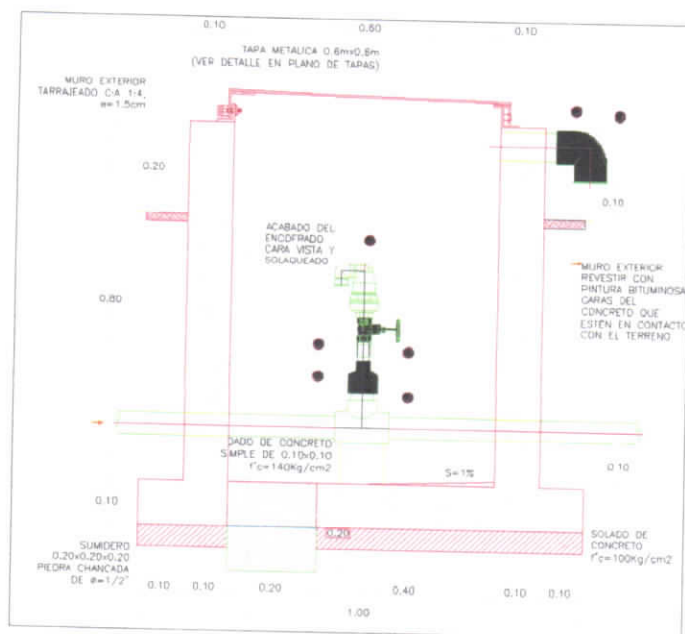 0.10
0.60
0.10
TAPA METALICA 0.6mx0.6m
(VER DETALLE EN PLANO DE TAPAS)
MURO EXTERIOR
TARRAJEADO C:A 1:4,
e=1.5cm
0.20
0.10
ACABADO DEL
ENCOFRADO
CARA VISTA Y
SOLAQUEADO
MURO EXTERIOR
REVESTIR CON
PINTURA BITUMINOSA
CARAS DEL
CONCRETO QUE
ESTÉN EN CONTACTO
CON EL TERRENO
0.80
DADO DE CONCRETO
SIMPLE DE 0.10x0.10
f'c=140Kg/cm2
S=1%
0.10
0.10
0.20
SUMIDERO
0.20x0.20x0.20
PIEDRA CHANCADA
DE ø=1/2"
SOLADO DE
CONCRETO
f'c=100Kg/cm2
0.10
0.10
0.20
0.40
0.10
0.10
1.00